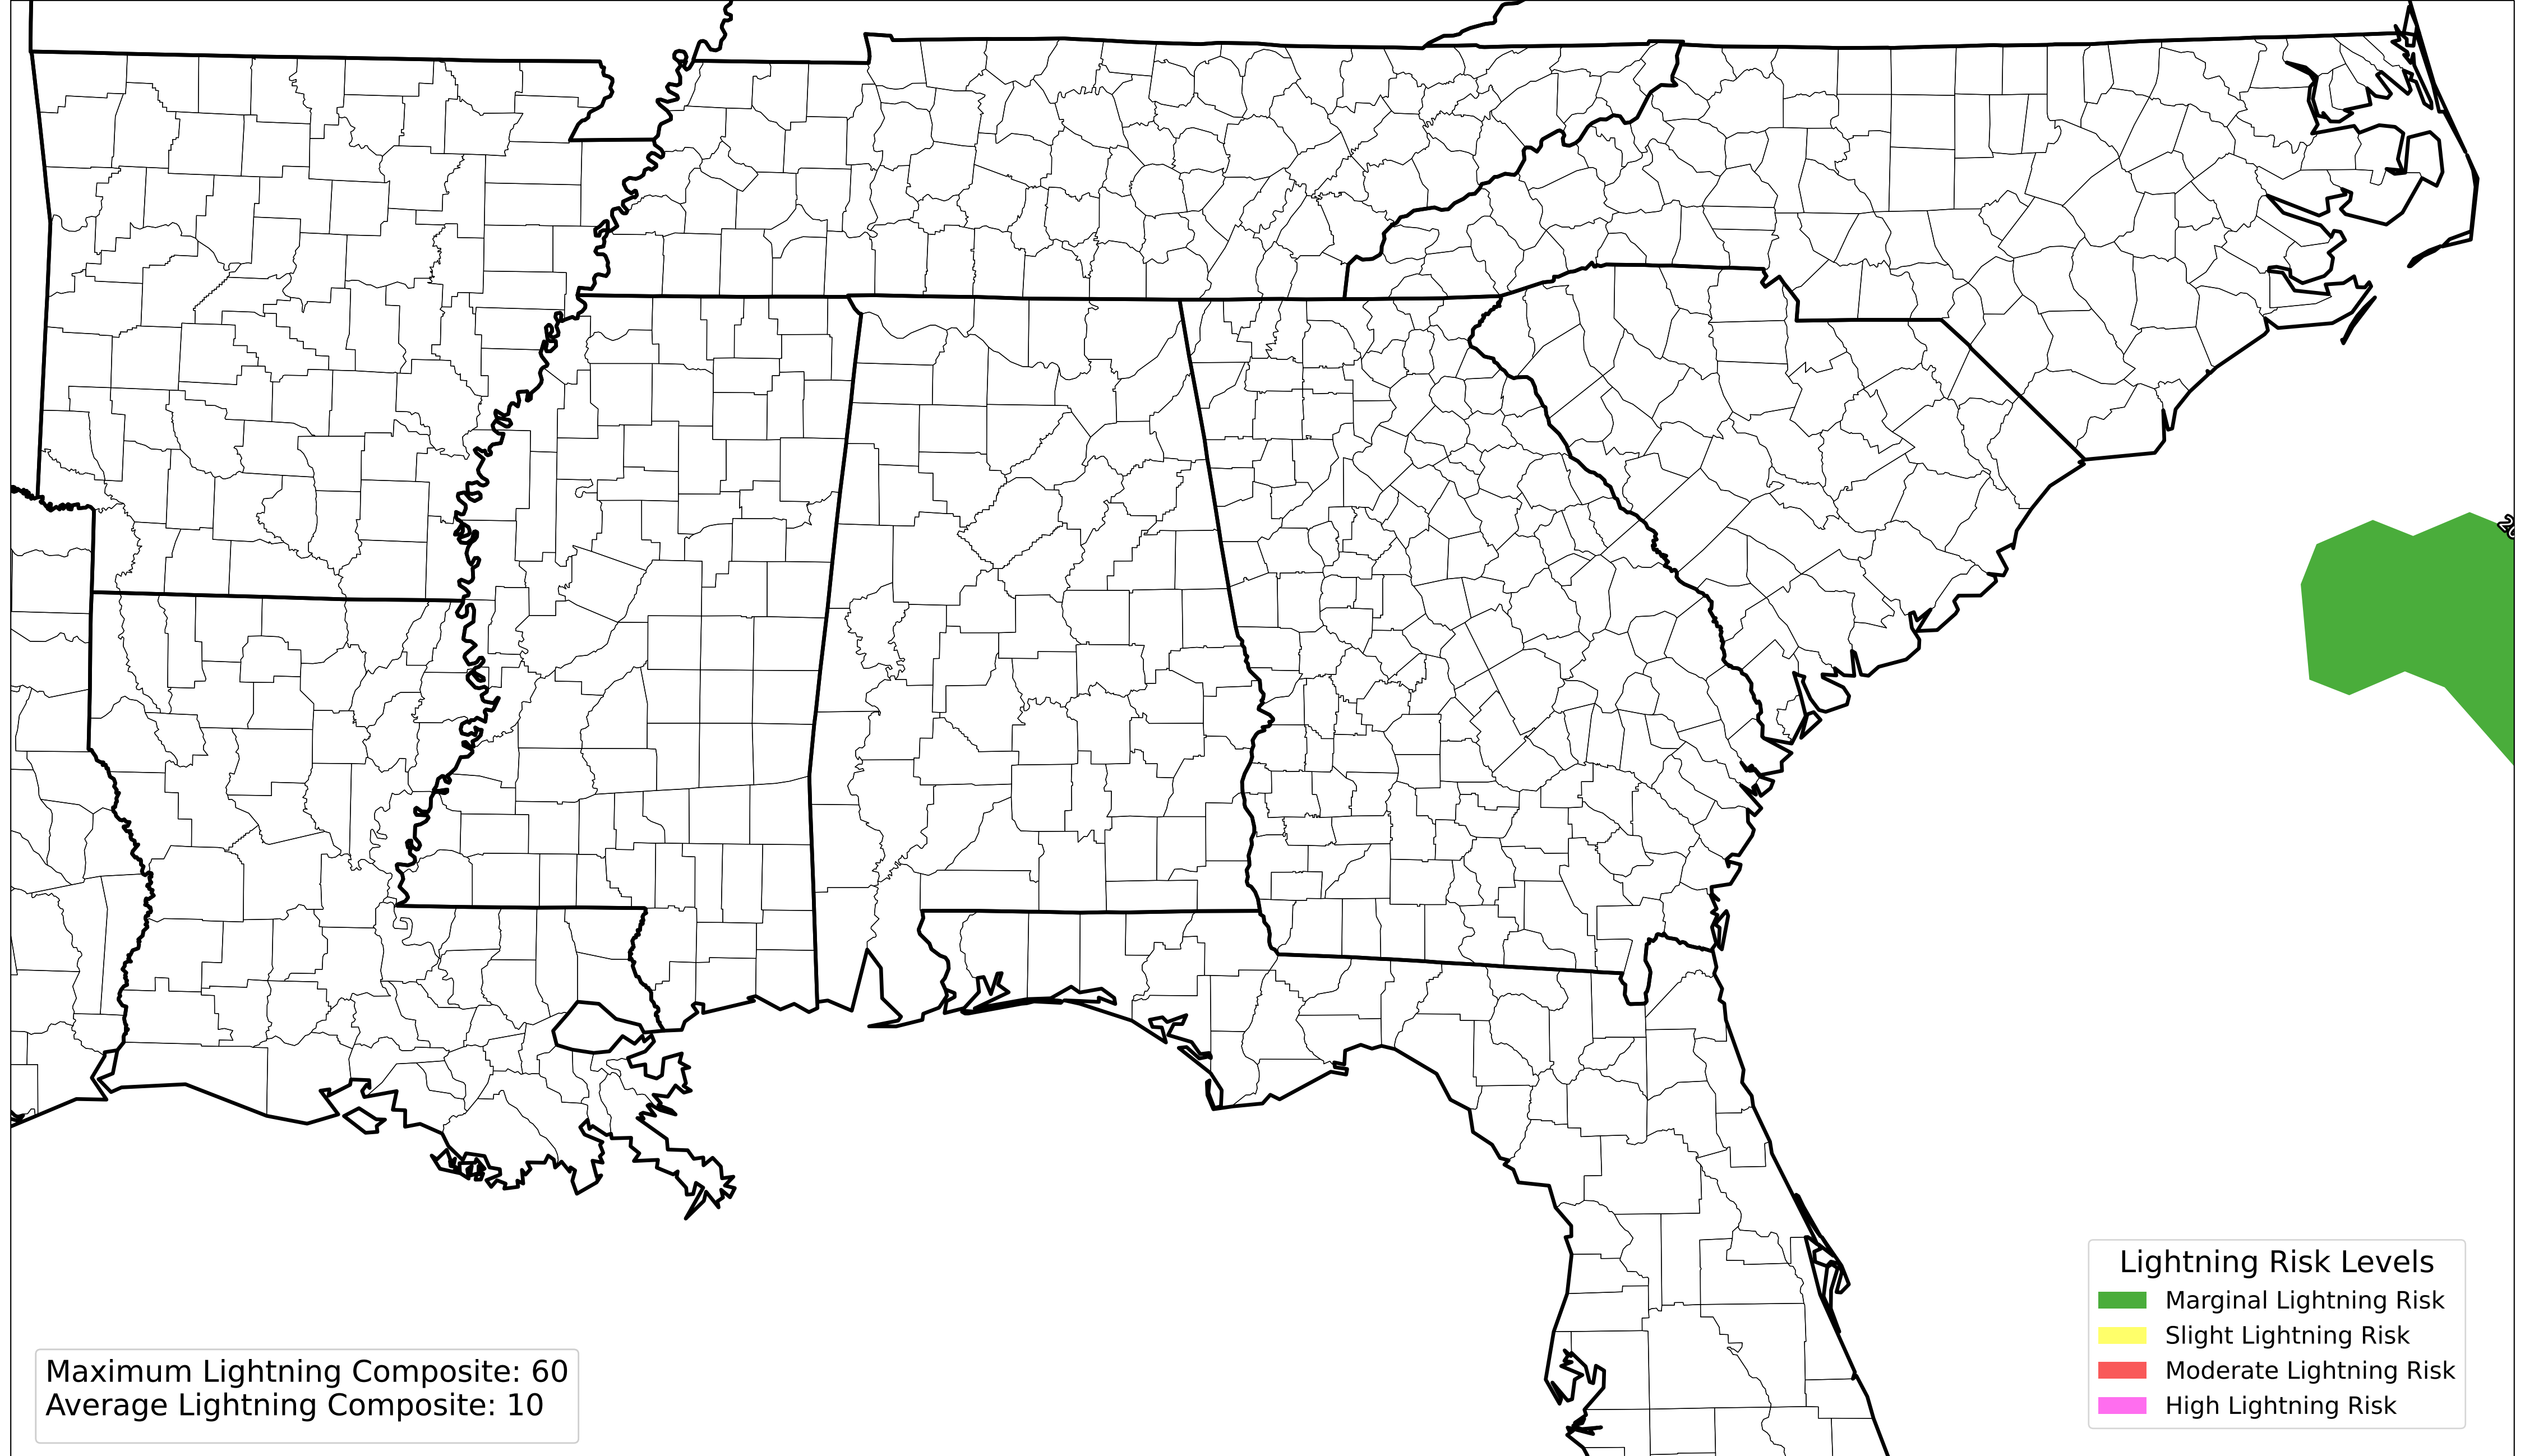 Lightning Risk Levels
Marginal Lightning Risk
Slight Lightning Risk
Moderate Lightning Risk
High Lightning Risk
Maximum Lightning Composite: 60
Average Lightning Composite: 10